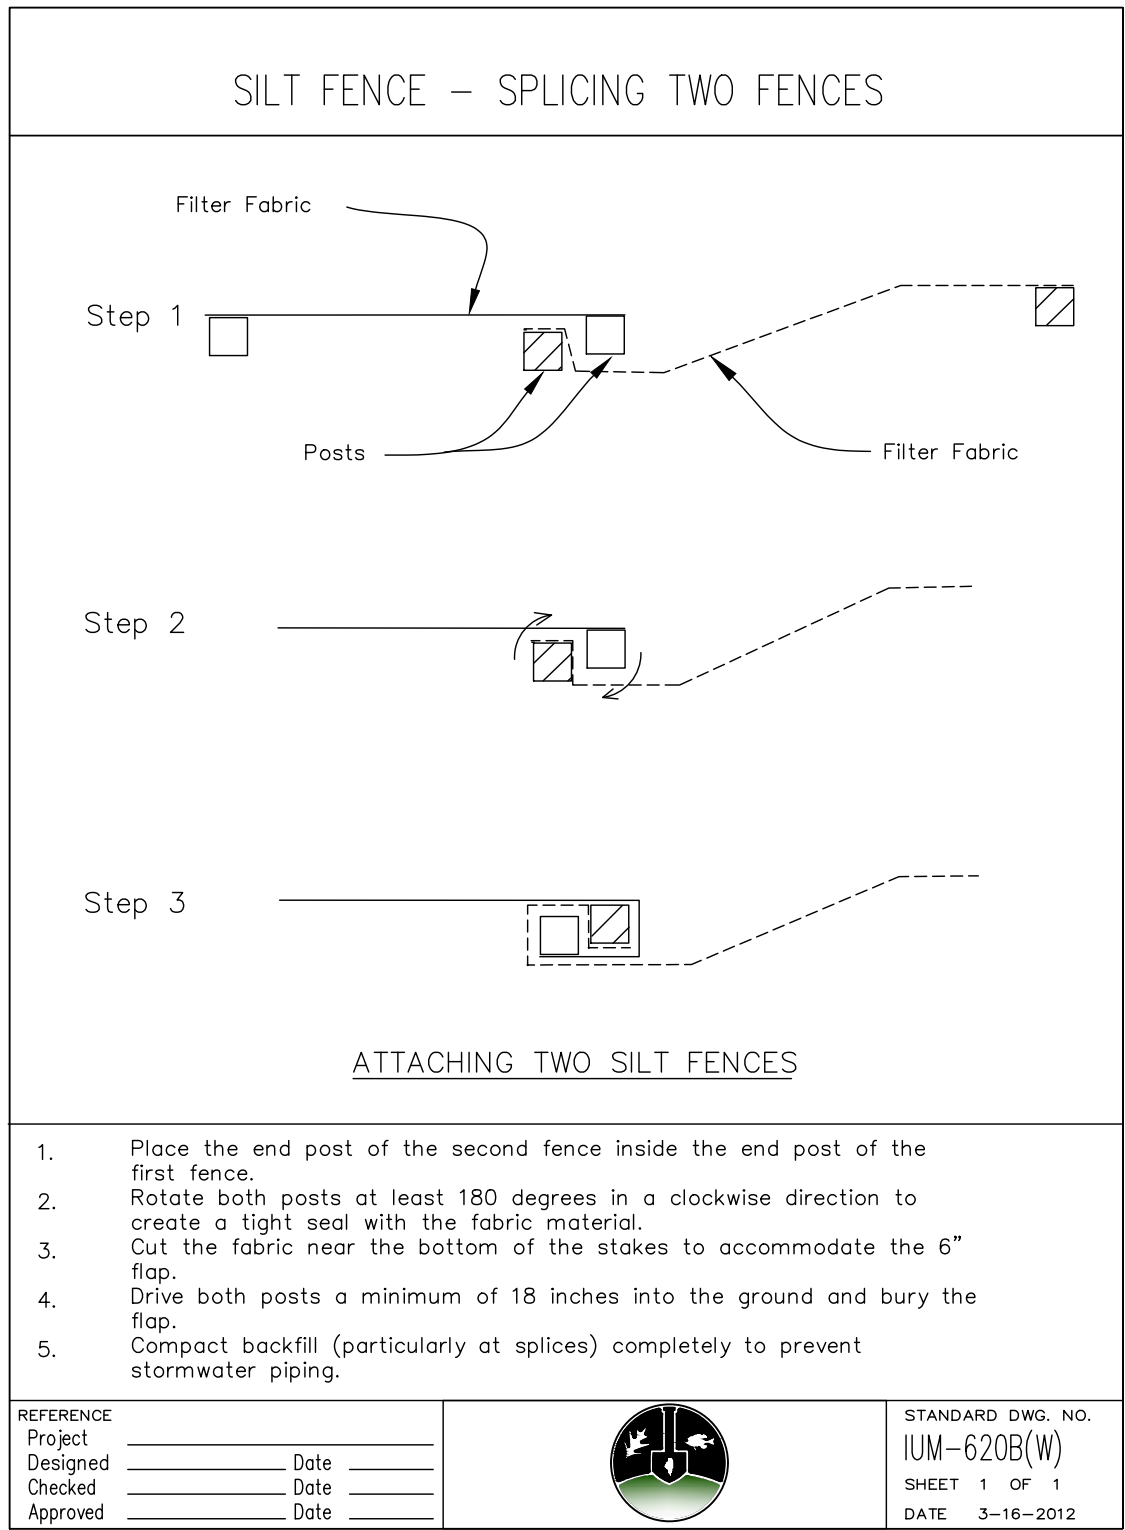 SILT FENCE – SPLICING TWO FENCES
Filter Fabric
Step 1
Posts
Filter Fabric
Step 2
Step 3
ATTACHING TWO SILT FENCES
1. Place the end post of the second fence inside the end post of the
first fence.
2. Rotate both posts at least 180 degrees in a clockwise direction to
create a tight seal with the fabric material.
3. Cut the fabric near the bottom of the stakes to accommodate the 6”
flap.
4. Drive both posts a minimum of 18 inches into the ground and bury the
flap.
5. Compact backfill (particularly at splices) completely to prevent
stormwater piping.
REFERENCE
Project
Designed Date
Checked Date
Approved Date
STANDARD DWG. NO.
IUM–620B(W)
SHEET 1 OF 1
DATE 3–16–2012